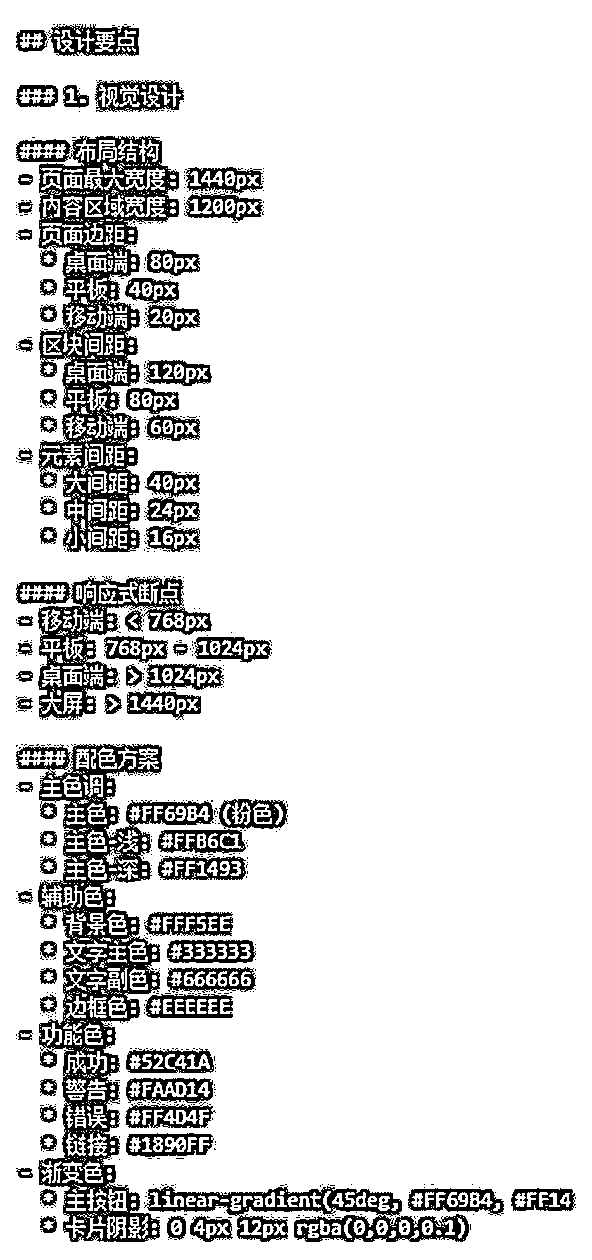 ## 设计要点
### 1. 视觉设计
#### 布局结构
- 页面最大宽度: 1440px
- 内容区域宽度: 1200px
- 页面边距:
  * 桌面端: 80px
  * 平板: 40px
  * 移动端: 20px
- 区块间距:
  * 桌面端: 120px
  * 平板: 80px
  * 移动端: 60px
- 元素间距:
  * 大间距: 40px
  * 中间距: 24px
  * 小间距: 16px
#### 响应式断点
- 移动端: < 768px
- 平板: 768px - 1024px
- 桌面端: > 1024px
- 大屏: > 1440px
#### 配色方案
- 主色调:
  * 主色: #FF69B4 (粉色)
  * 主色-浅: #FFB6C1
  * 主色-深: #FF1493
- 辅助色:
  * 背景色: #FFF5EE
  * 文字主色: #333333
  * 文字副色: #666666
  * 边框色: #EEEEEE
- 功能色:
  * 成功: #52C41A
  * 警告: #FAAD14
  * 错误: #FF4D4F
  * 链接: #1890FF
- 渐变色:
  * 主按钮: linear-gradient(45deg, #FF69B4, #FF14
  * 卡片阴影: 0 4px 12px rgba(0,0,0,0.1)